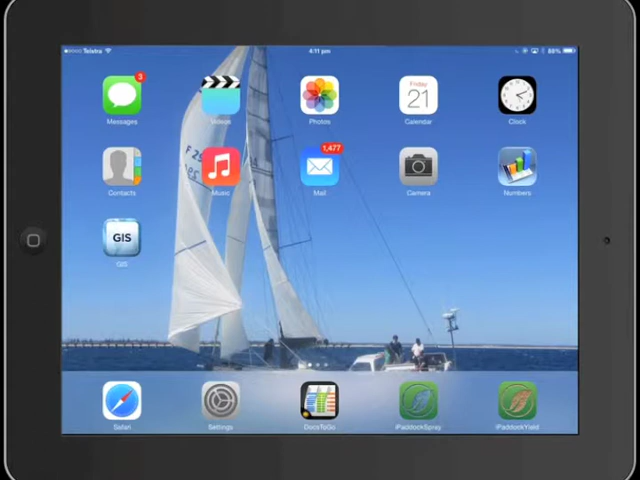 Telstra
4:11 pm
88%
3
Messages
Videos
Photos
Friday
21
Calendar
Clock
Contacts
Music
1,477
Mail
Camera
Numbers
GIS
GIS
Safari
Settings
DocsToGo
iPaddockSpray
iPaddockYield